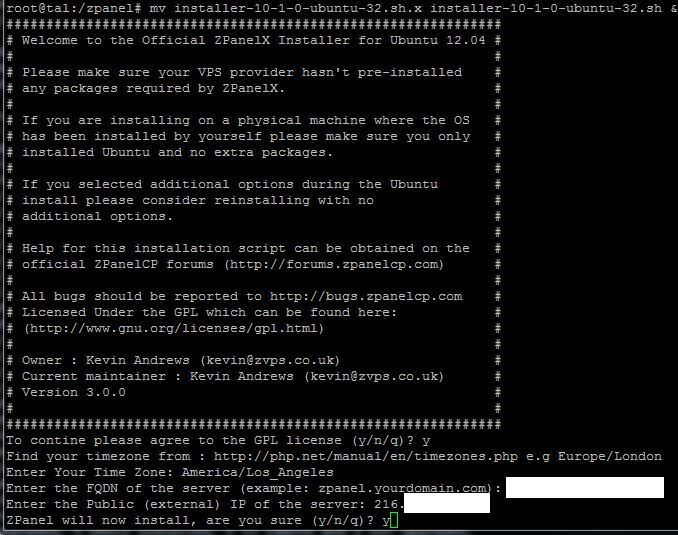 root@tal:/zpanel# mv installer-10-1-0-ubuntu-32.sh.x installer-10-1-0-ubuntu-32.sh &
##############################################################
# Welcome to the Official ZPanelX Installer for Ubuntu 12.04 #
#                                                            #
# Please make sure your VPS provider hasn't pre-installed    #
# any packages required by ZPanelX.                          #
#                                                            #
# If you are installing on a physical machine where the OS   #
# has been installed by yourself please make sure you only   #
# installed Ubuntu and no extra packages.                    #
#                                                            #
# If you selected additional options during the Ubuntu       #
# install please consider reinstalling with no               #
# additional options.                                        #
#                                                            #
# Help for this installation script can be obtained on the   #
# official ZPanelCP forums (http://forums.zpanelcp.com)      #
#                                                            #
# All bugs should be reported to http://bugs.zpanelcp.com    #
# Licensed Under the GPL which can be found here:            #
# (http://www.gnu.org/licenses/gpl.html)                     #
#                                                            #
# Owner : Kevin Andrews (kevin@zvps.co.uk)                   #
# Current maintainer : Kevin Andrews (kevin@zvps.co.uk)      #
# Version 3.0.0                                              #
#                                                            #
##############################################################
To contine please agree to the GPL license (y/n/q)? y
Find your timezone from : http://php.net/manual/en/timezones.php e.g Europe/London
Enter Your Time Zone: America/Los_Angeles
Enter the FQDN of the server (example: zpanel.yourdomain.com):
Enter the Public (external) IP of the server: 216.
ZPanel will now install, are you sure (y/n/q)? y